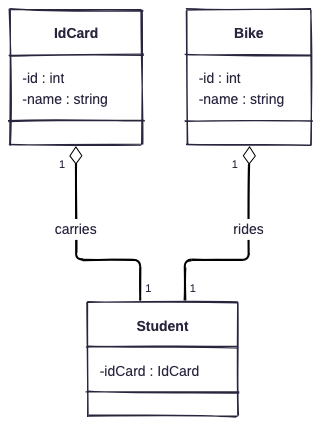 IdCard
-id : int
-name : string
Bike
-id : int
-name : string
1
1
carries
rides
1
1
Student
-idCard : IdCard